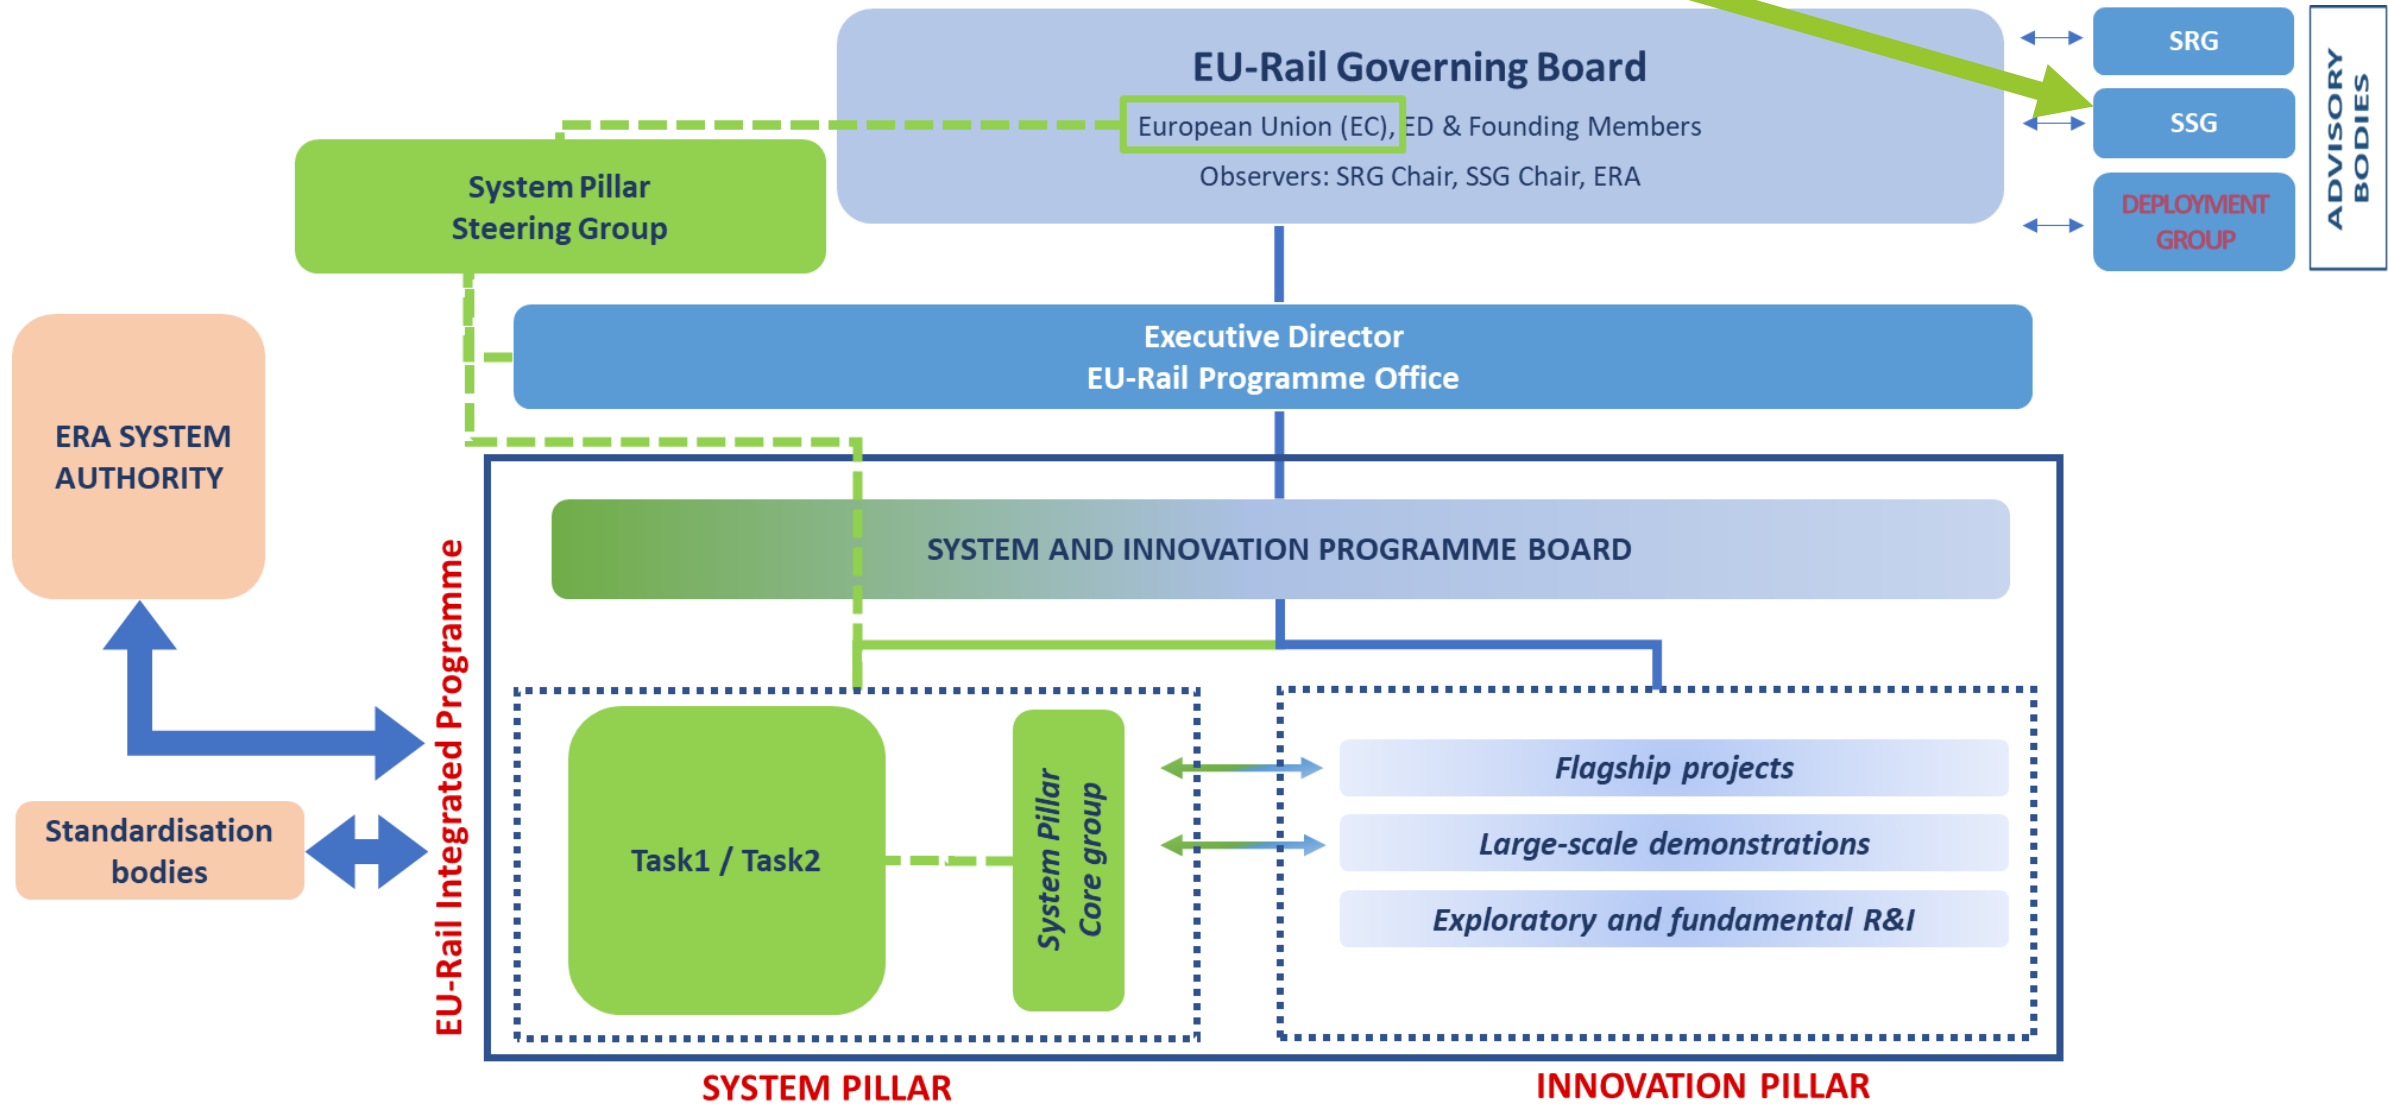 EU-Rail Governing Board
European Union (EC), ED & Founding Members
Observers: SRG Chair, SSG Chair, ERA
SRG
SSG
DEPLOYMENT
GROUP
ADVISORY
BODIES
System Pillar
Steering Group
Executive Director
EU-Rail Programme Office
ERA SYSTEM
AUTHORITY
Standardisation
bodies
EU-Rail Integrated Programme
SYSTEM AND INNOVATION PROGRAMME BOARD
Task1 / Task2
System Pillar
Core group
Flagship projects
Large-scale demonstrations
Exploratory and fundamental R&I
SYSTEM PILLAR
INNOVATION PILLAR